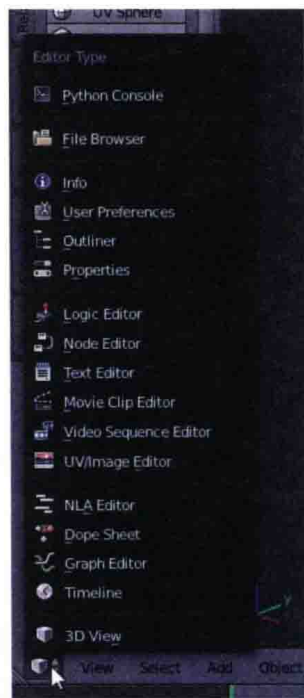 UV Sphere
Editor Type
Python Console
File Browser
Info
User Preferences
Outliner
Properties
Logic Editor
Node Editor
Text Editor
Movie Clip Editor
Video Sequence Editor
UV/Image Editor
NLA Editor
Dope Sheet
Graph Editor
Timeline
3D View
View Select Add Object